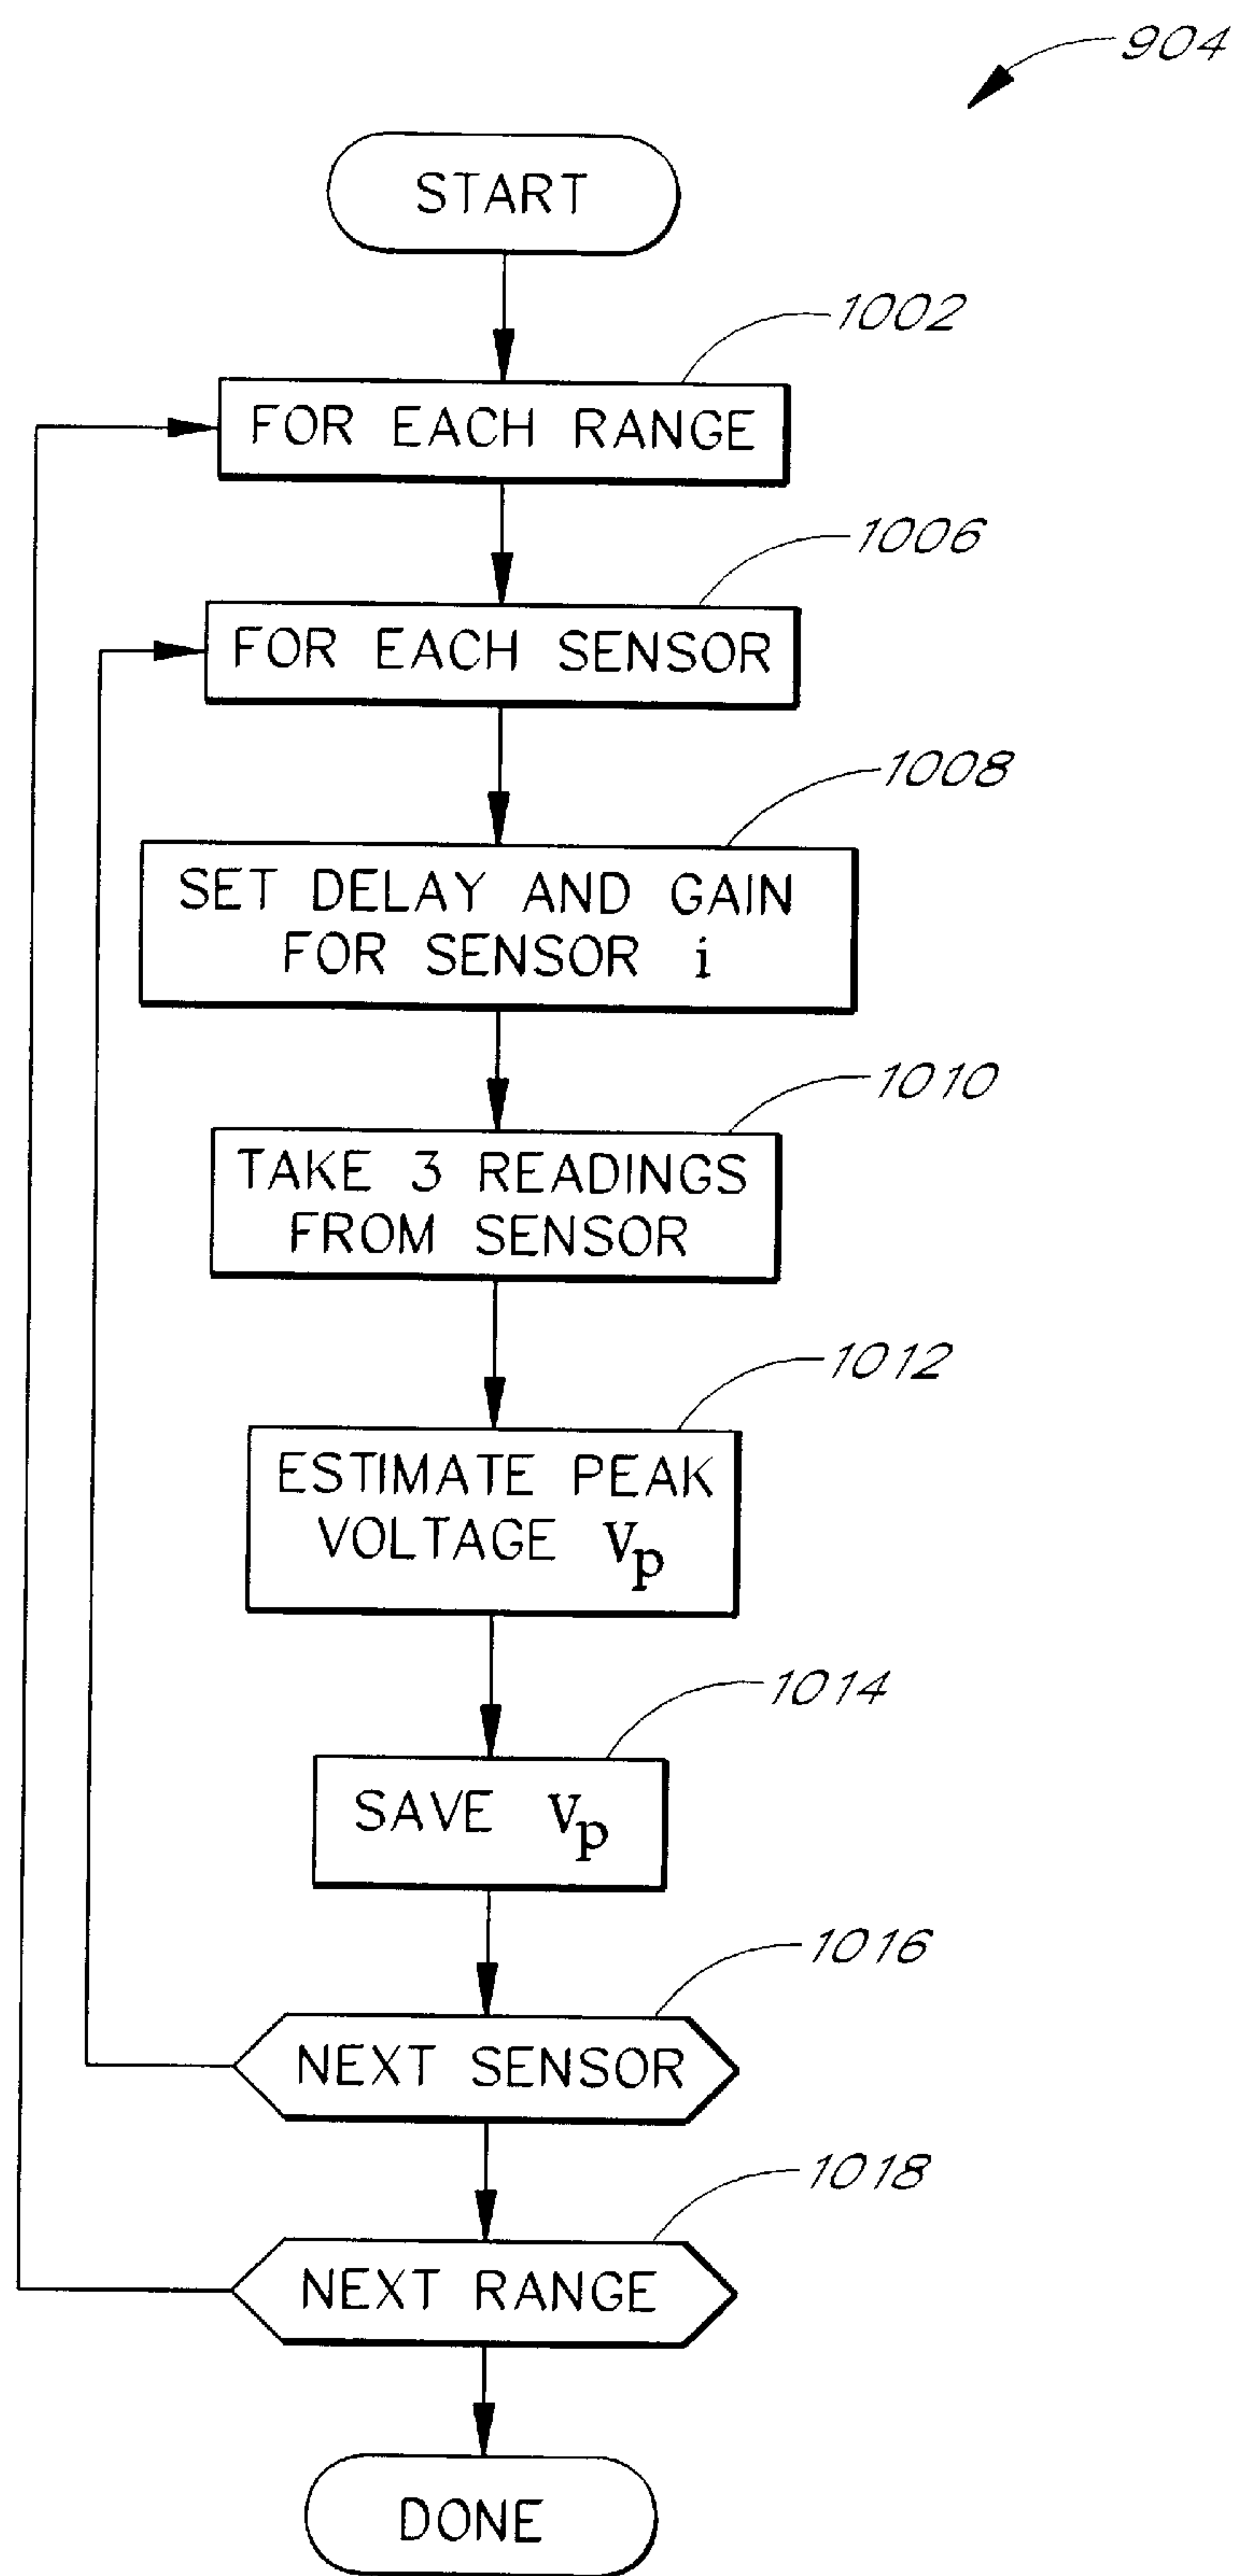 904
START
1002
FOR EACH RANGE
1006
FOR EACH SENSOR
1008
SET DELAY AND GAIN
FOR SENSOR i
1010
TAKE 3 READINGS
FROM SENSOR
1012
ESTIMATE PEAK
VOLTAGE Vp
1014
SAVE Vp
1016
NEXT SENSOR
1018
NEXT RANGE
DONE